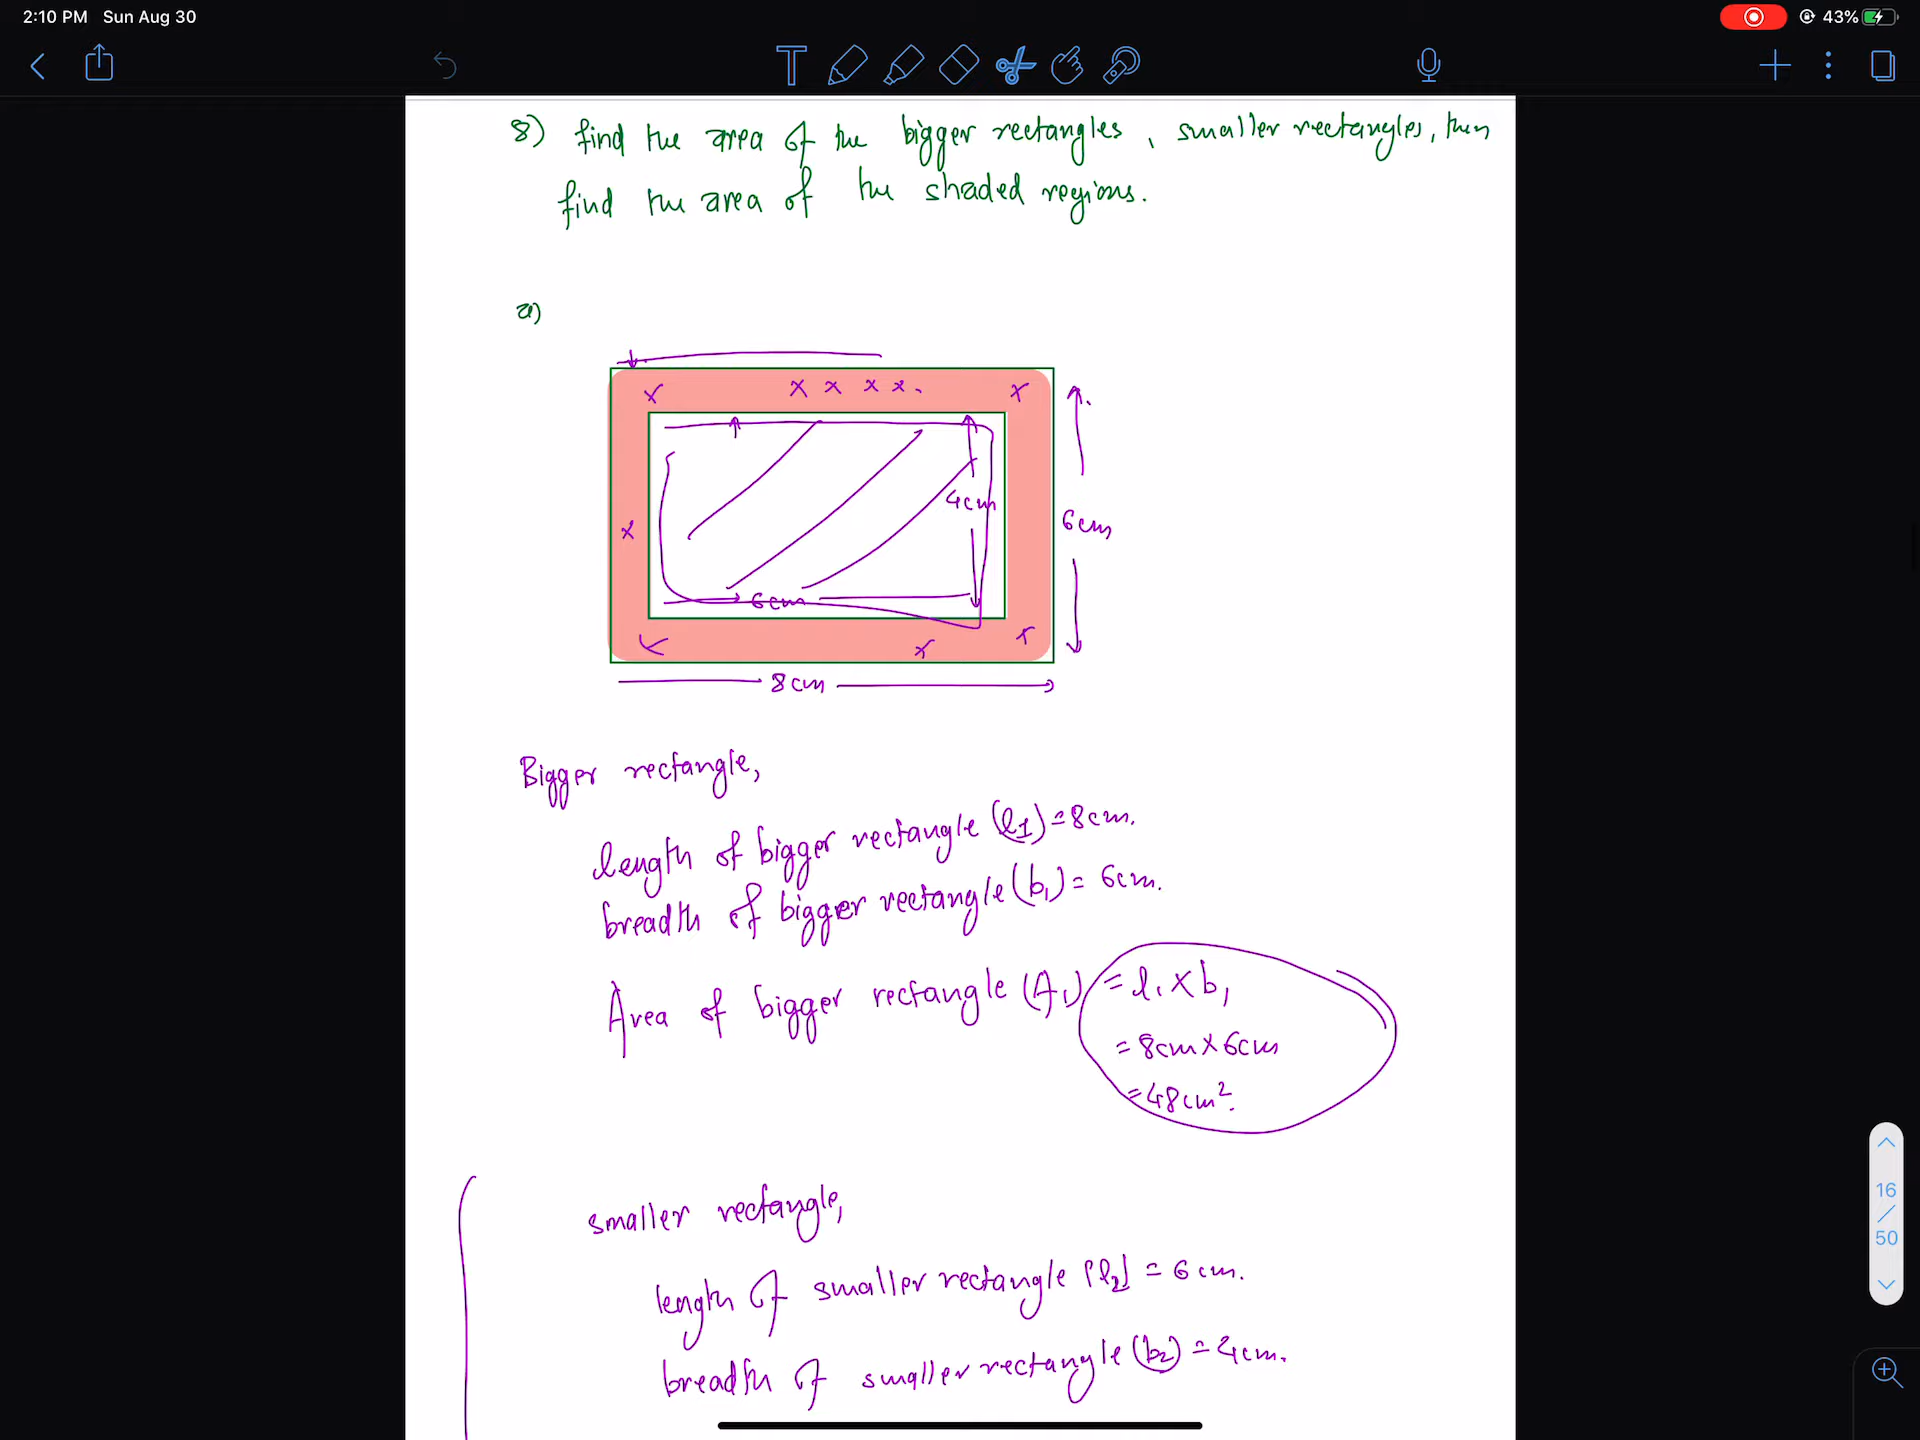 2:10 PM Sun Aug 30
43%
8) find the area of the bigger rectangles, smaller rectangles, then
find the area of the shaded regions.
a)
x x x x x x
4cm
6cm
x
6cm
x x
8cm
Bigger rectangle,
length of bigger rectangle (l1) = 8cm.
breadth of bigger rectangle (b1) = 6cm.
Area of bigger rectangle (A1) = l1 x b1
= 8cm x 6cm
= 48cm².
smaller rectangle,
length of smaller rectangle [l2] = 6cm.
breadth of smaller rectangle (b2) = 4cm.
16
/
50